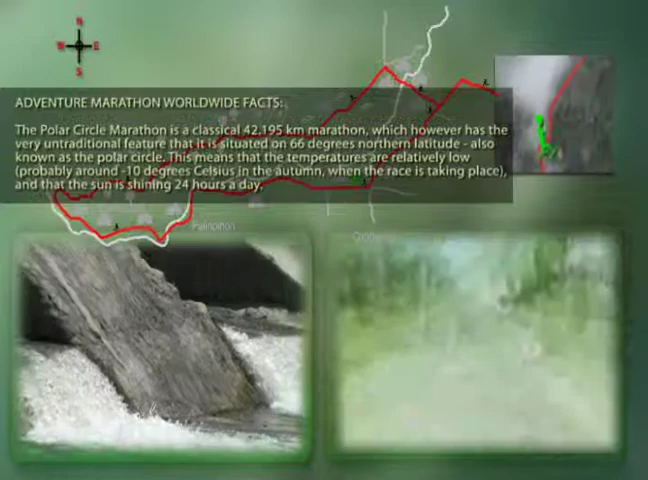 N
W E
S
ADVENTURE MARATHON WORLDWIDE FACTS:
The Polar Circle Marathon is a classical 42,195 km marathon, which however has the
very untraditional feature that it is situated on 66 degrees northern latitude - also
known as the polar circle. This means that the temperatures are relatively low
(probably around -10 degrees Celsius in the autumn, when the race is taking place),
and that the sun is shining 24 hours a day.